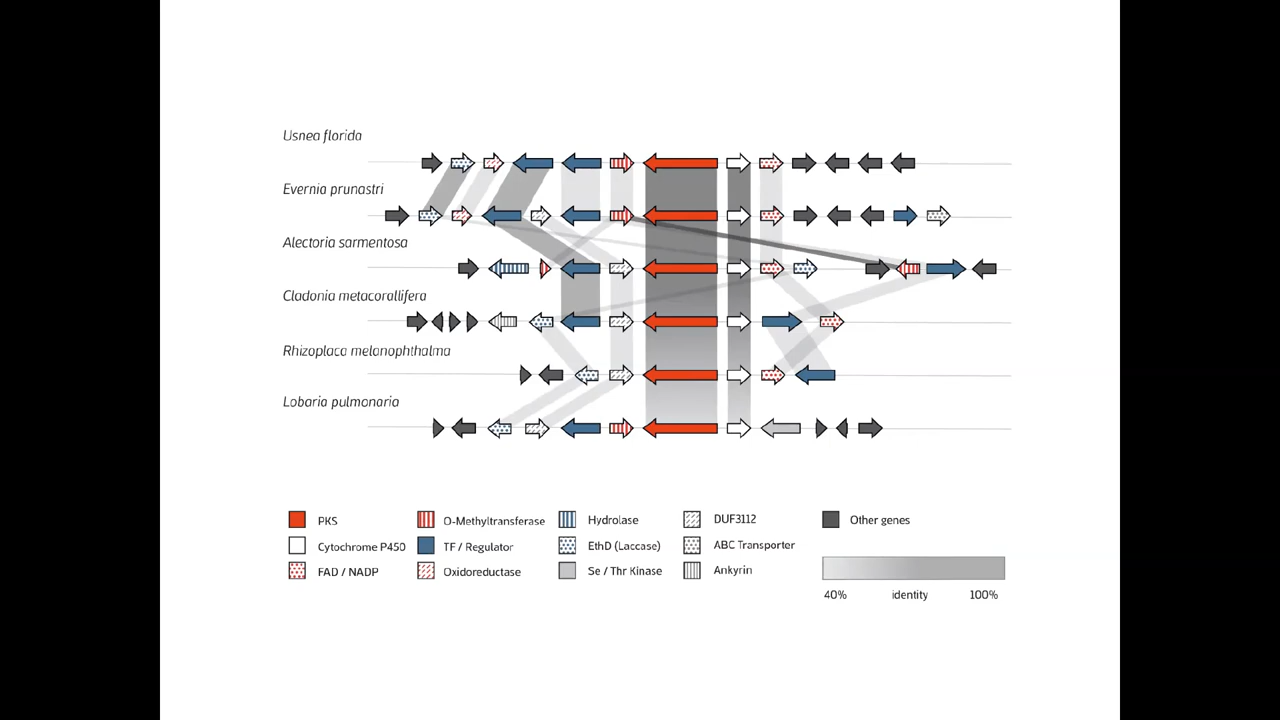 Usnea florida
Evernia prunastri
Alectoria sarmentosa
Cladonia metacorallifera
Rhizoplaca melanophthalma
Lobaria pulmonaria
PKS
O-Methyltransferase
Hydrolase
DUF3112
Other genes
Cytochrome P450
TF / Regulator
EthD (Laccase)
ABC Transporter
FAD / NADP
Oxidoreductase
Se / Thr Kinase
Ankyrin
40% identity 100%